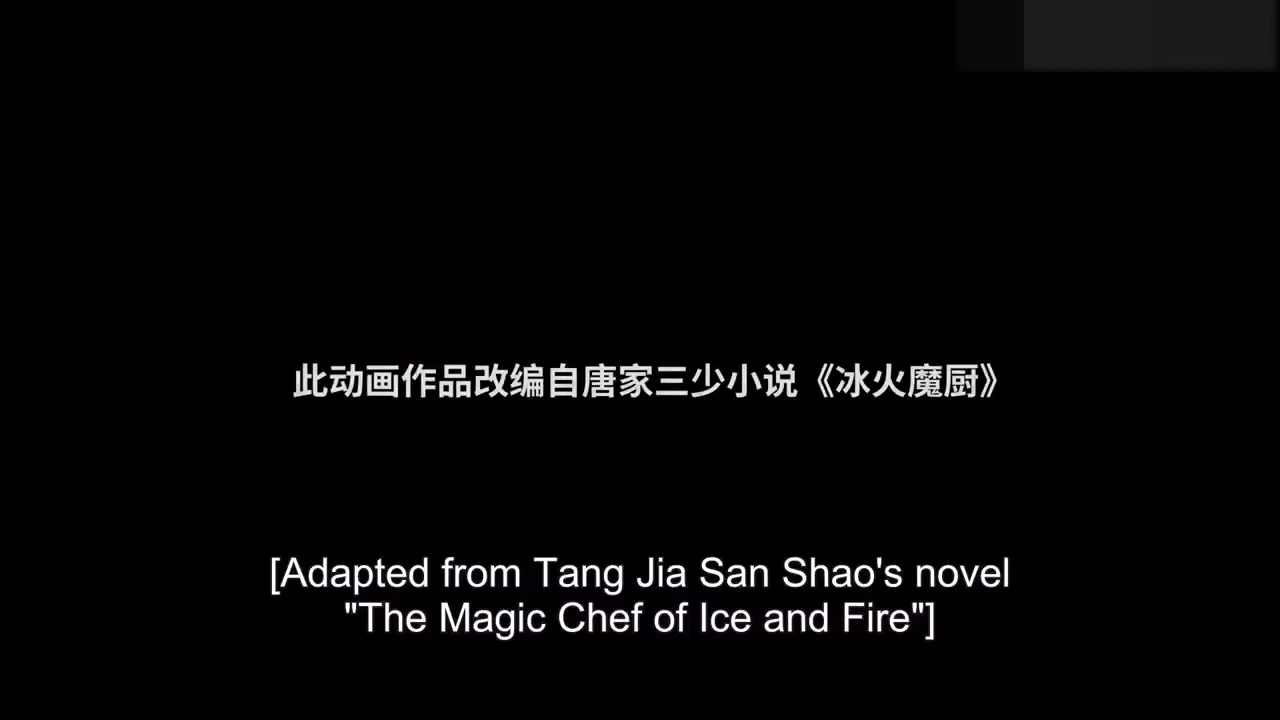 此动画作品改编自唐家三少小说《冰火魔厨》
[Adapted from Tang Jia San Shao's novel
"The Magic Chef of Ice and Fire"]